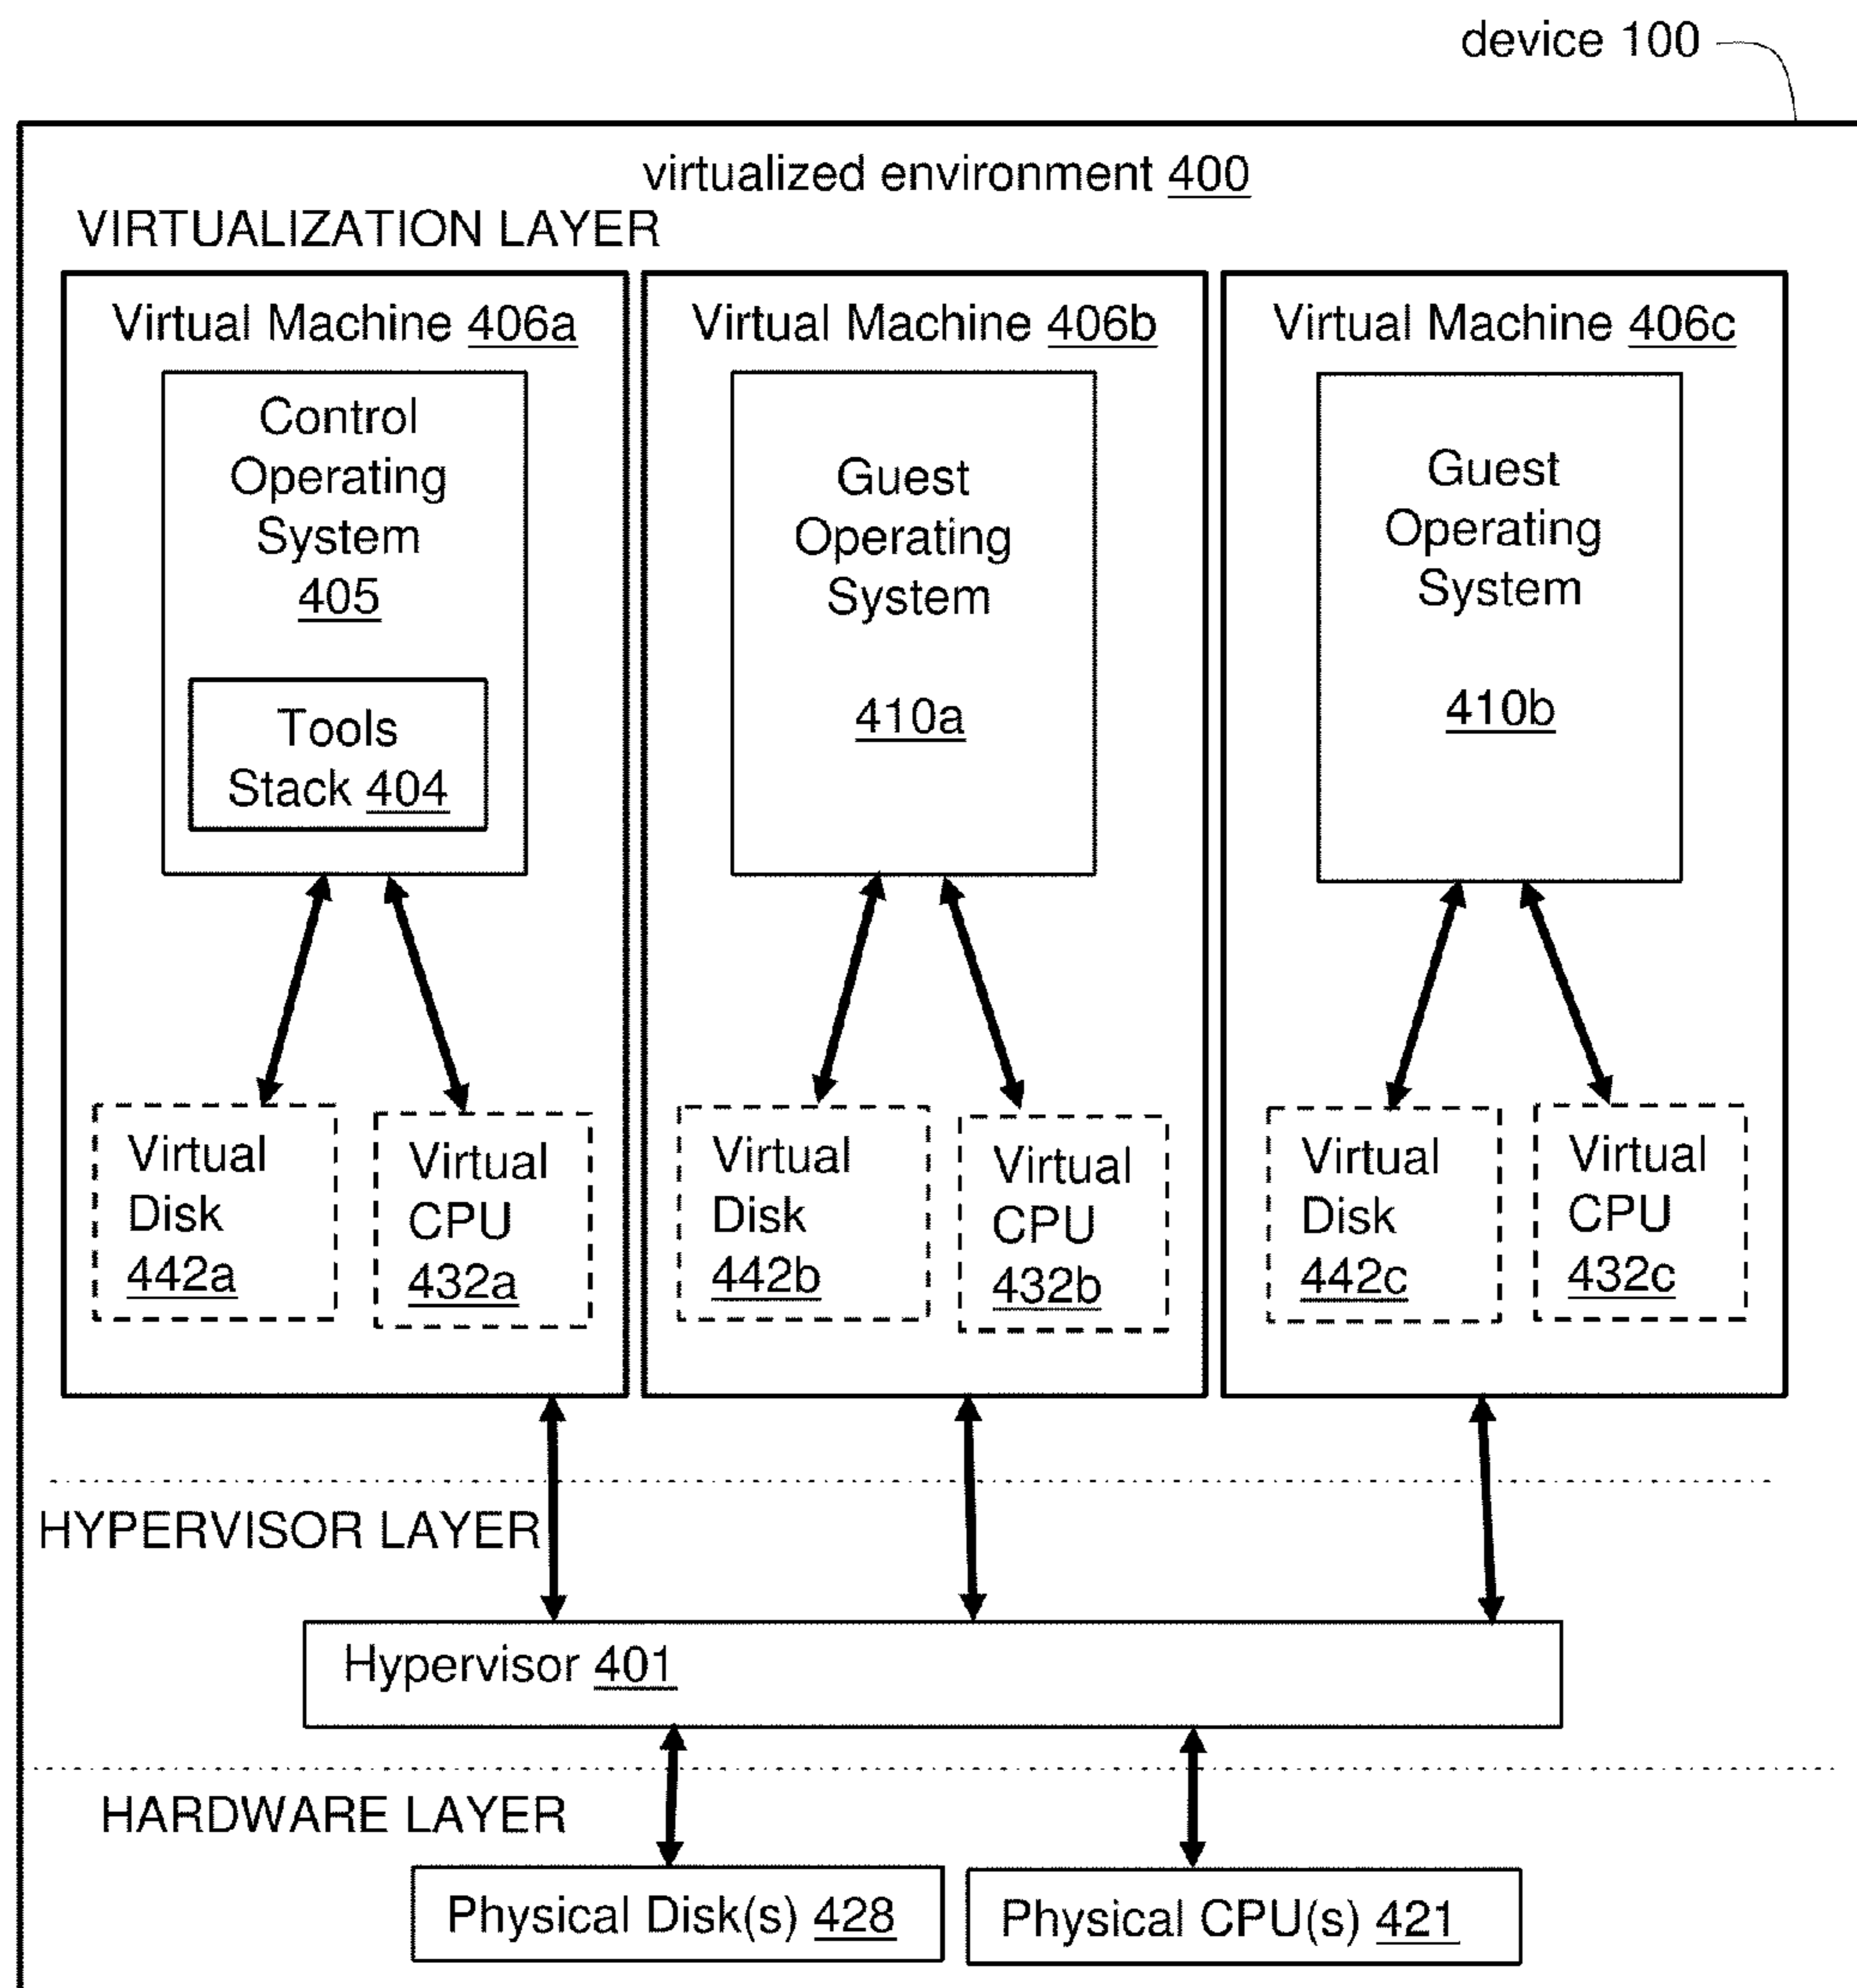 device 100
virtualized environment 400
VIRTUALIZATION LAYER
Virtual Machine 406a
Control
Operating
System
405
Tools
Stack 404
Virtual
Disk
442a
Virtual
CPU
432a
Virtual Machine 406b
Guest
Operating
System
410a
Virtual
Disk
442b
Virtual
CPU
432b
Virtual Machine 406c
Guest
Operating
System
410b
Virtual
Disk
442c
Virtual
CPU
432c
HYPERVISOR LAYER
Hypervisor 401
HARDWARE LAYER
Physical Disk(s) 428
Physical CPU(s) 421